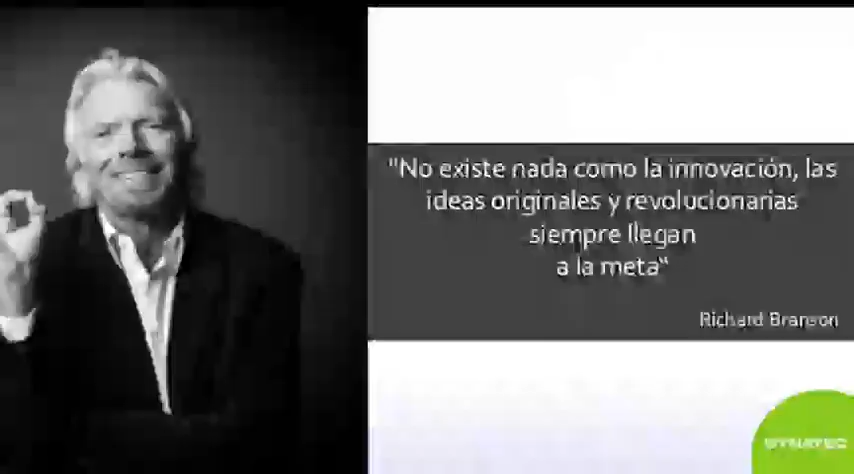 "No existe nada como la innovación, las
ideas originales y revolucionarias
siempre llegan
a la meta"
Richard Branson